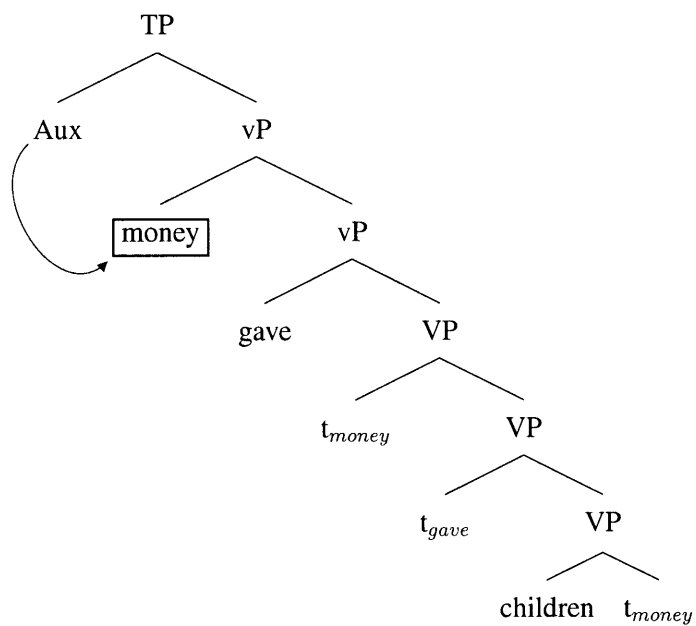 TP
Aux vP
money vP
gave VP
t_money VP
t_gave VP
children t_money